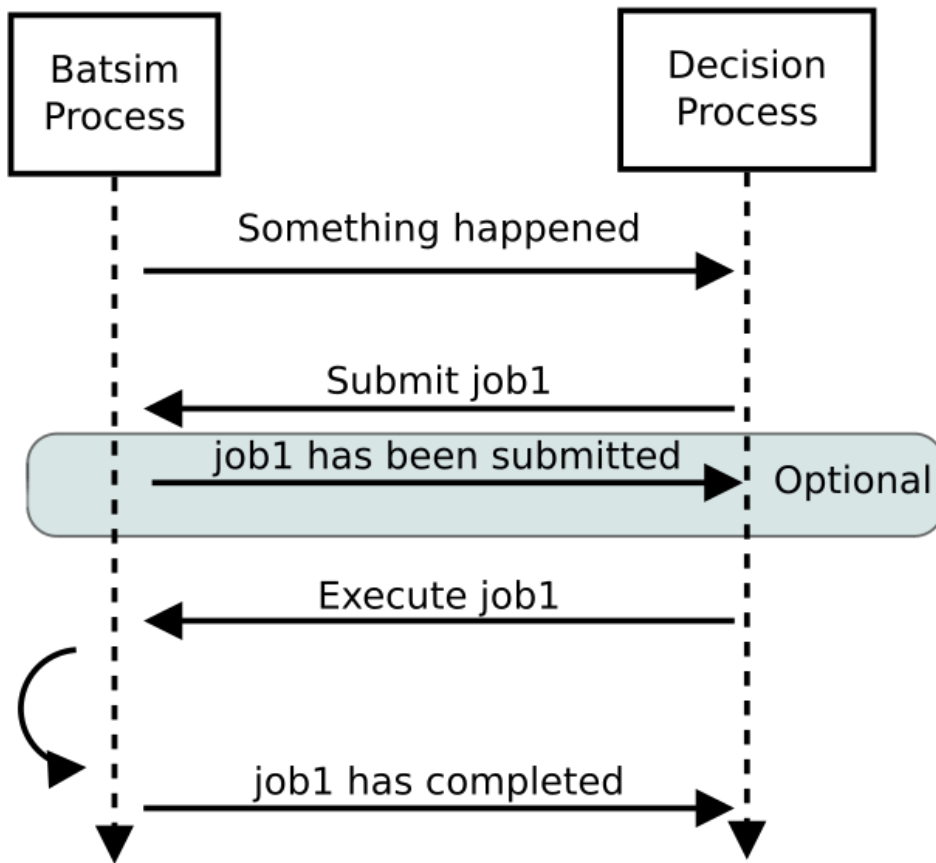 Batsim
Process
Decision
Process
Something happened
Submit job1
job1 has been submitted
Optional
Execute job1
job1 has completed